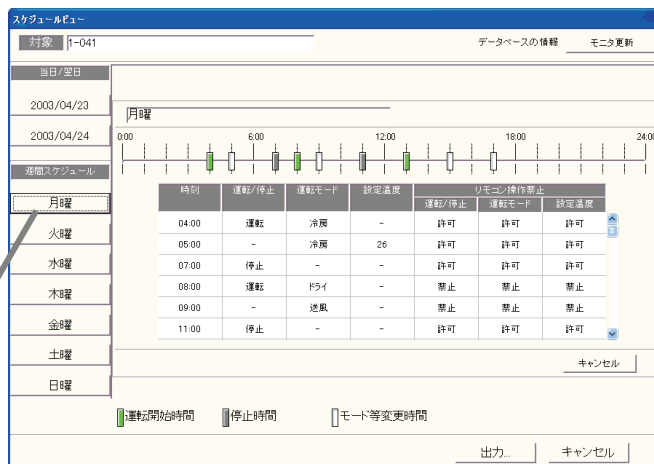 スケジュールビュー
対象 1-041 データベースの情報 モニタ更新
当日/翌日
2003/04/23
2003/04/24
週間スケジュール
月曜
火曜
水曜
木曜
金曜
土曜
日曜
月曜
0:00 6:00 12:00 18:00 24:00
時刻 運転/停止 運転モード 設定温度 リモコン操作禁止
運転/停止 運転モード 設定温度
04:00 運転 冷房 - 許可 許可 許可
05:00 - 冷房 26 許可 許可 許可
07:00 停止 - - 許可 許可 許可
08:00 運転 ドライ - 禁止 禁止 禁止
09:00 - 送風 - 禁止 禁止 禁止
11:00 停止 - - 許可 許可 許可
キャンセル
運転開始時間 停止時間 モード等変更時間
出力... キャンセル